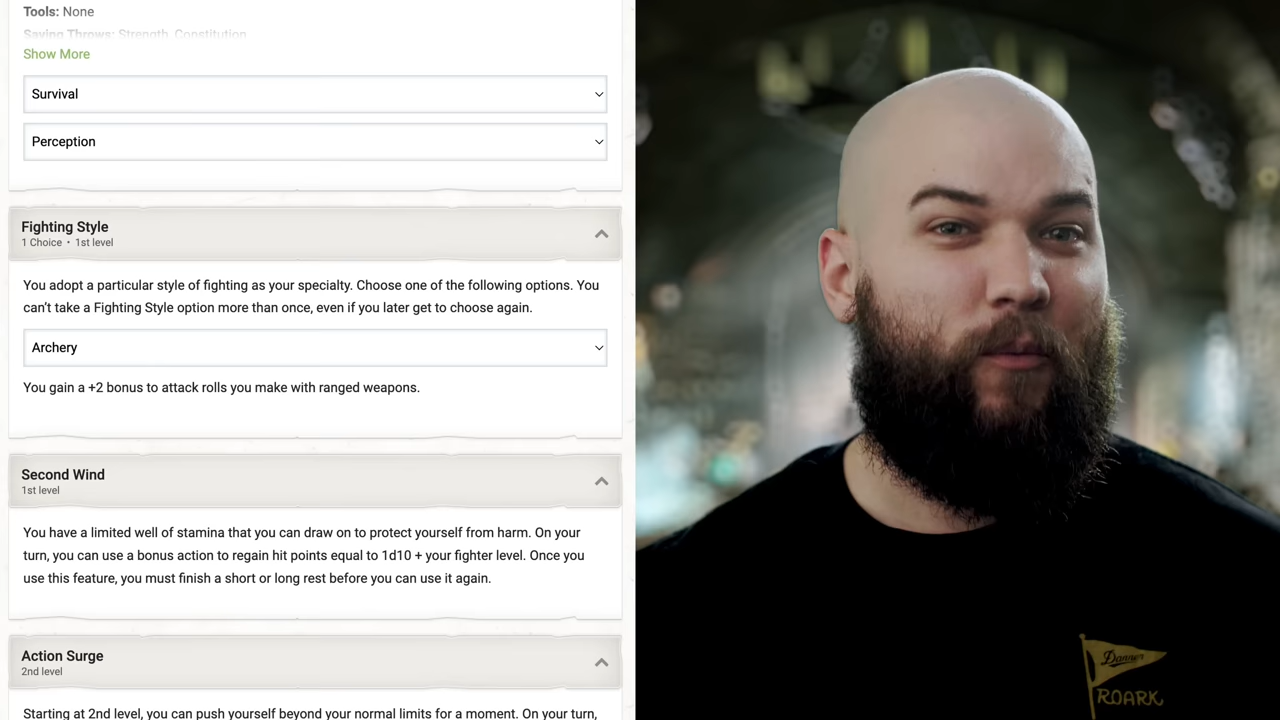 Tools: None
Saving Throws: Strength, Constitution
Show More
Survival
Perception
Fighting Style
1 Choice • 1st level
You adopt a particular style of fighting as your specialty. Choose one of the following options. You
can’t take a Fighting Style option more than once, even if you later get to choose again.
Archery
You gain a +2 bonus to attack rolls you make with ranged weapons.
Second Wind
1st level
You have a limited well of stamina that you can draw on to protect yourself from harm. On your
turn, you can use a bonus action to regain hit points equal to 1d10 + your fighter level. Once you
use this feature, you must finish a short or long rest before you can use it again.
Action Surge
2nd level
Starting at 2nd level, you can push yourself beyond your normal limits for a moment. On your turn,
Danner
ROARK